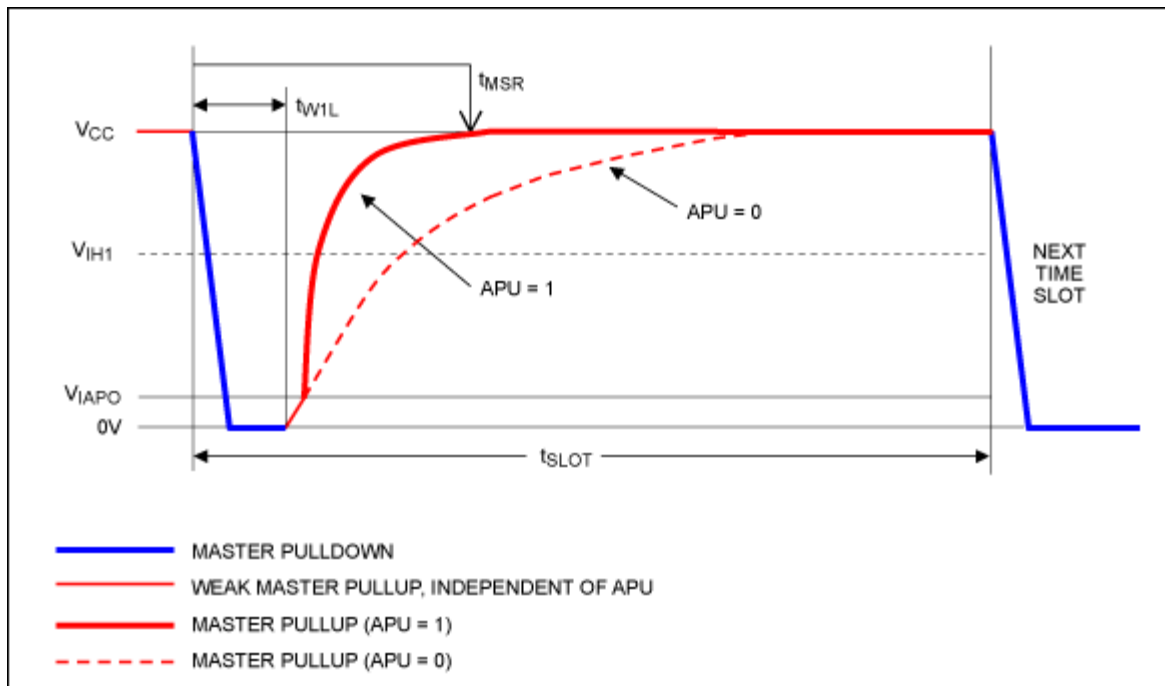 tMSR
tW1L
VCC
APU = 0
VIH1
NEXT
TIME
SLOT
APU = 1
VIAPO
0V
tSLOT
MASTER PULLDOWN
WEAK MASTER PULLUP, INDEPENDENT OF APU
MASTER PULLUP (APU = 1)
MASTER PULLUP (APU = 0)